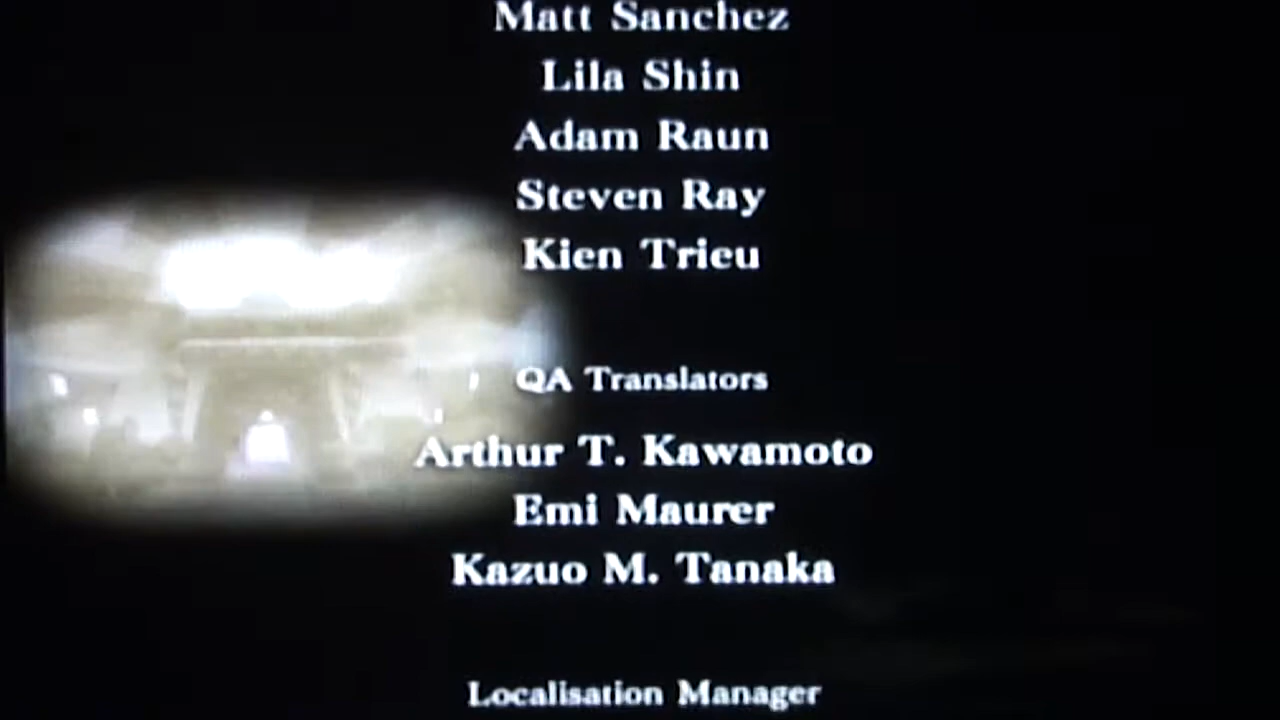 Matt Sanchez
Lila Shin
Adam Raun
Steven Ray
Kien Trieu
QA Translators
Arthur T. Kawamoto
Emi Maurer
Kazuo M. Tanaka
Localisation Manager